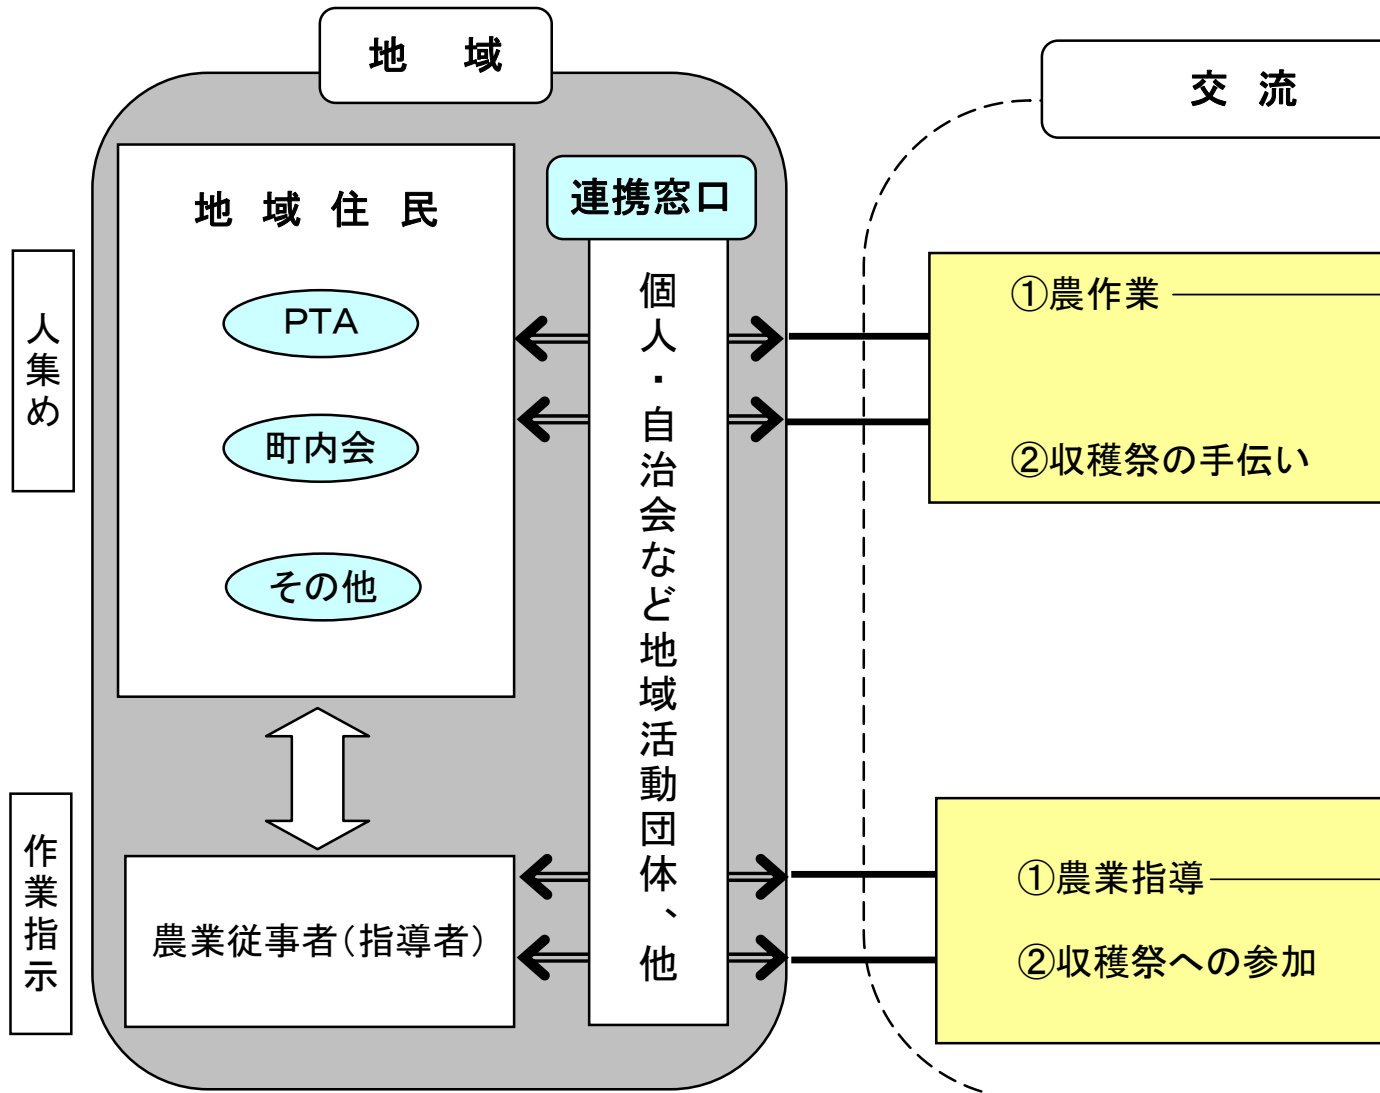 地 域
交 流
地 域 住 民
連携窓口
人集め
PTA
町内会
その他
個人・自治会など地域活動団体、他
①農作業
②収穫祭の手伝い
作業指示
農業従事者(指導者)
①農業指導
②収穫祭への参加